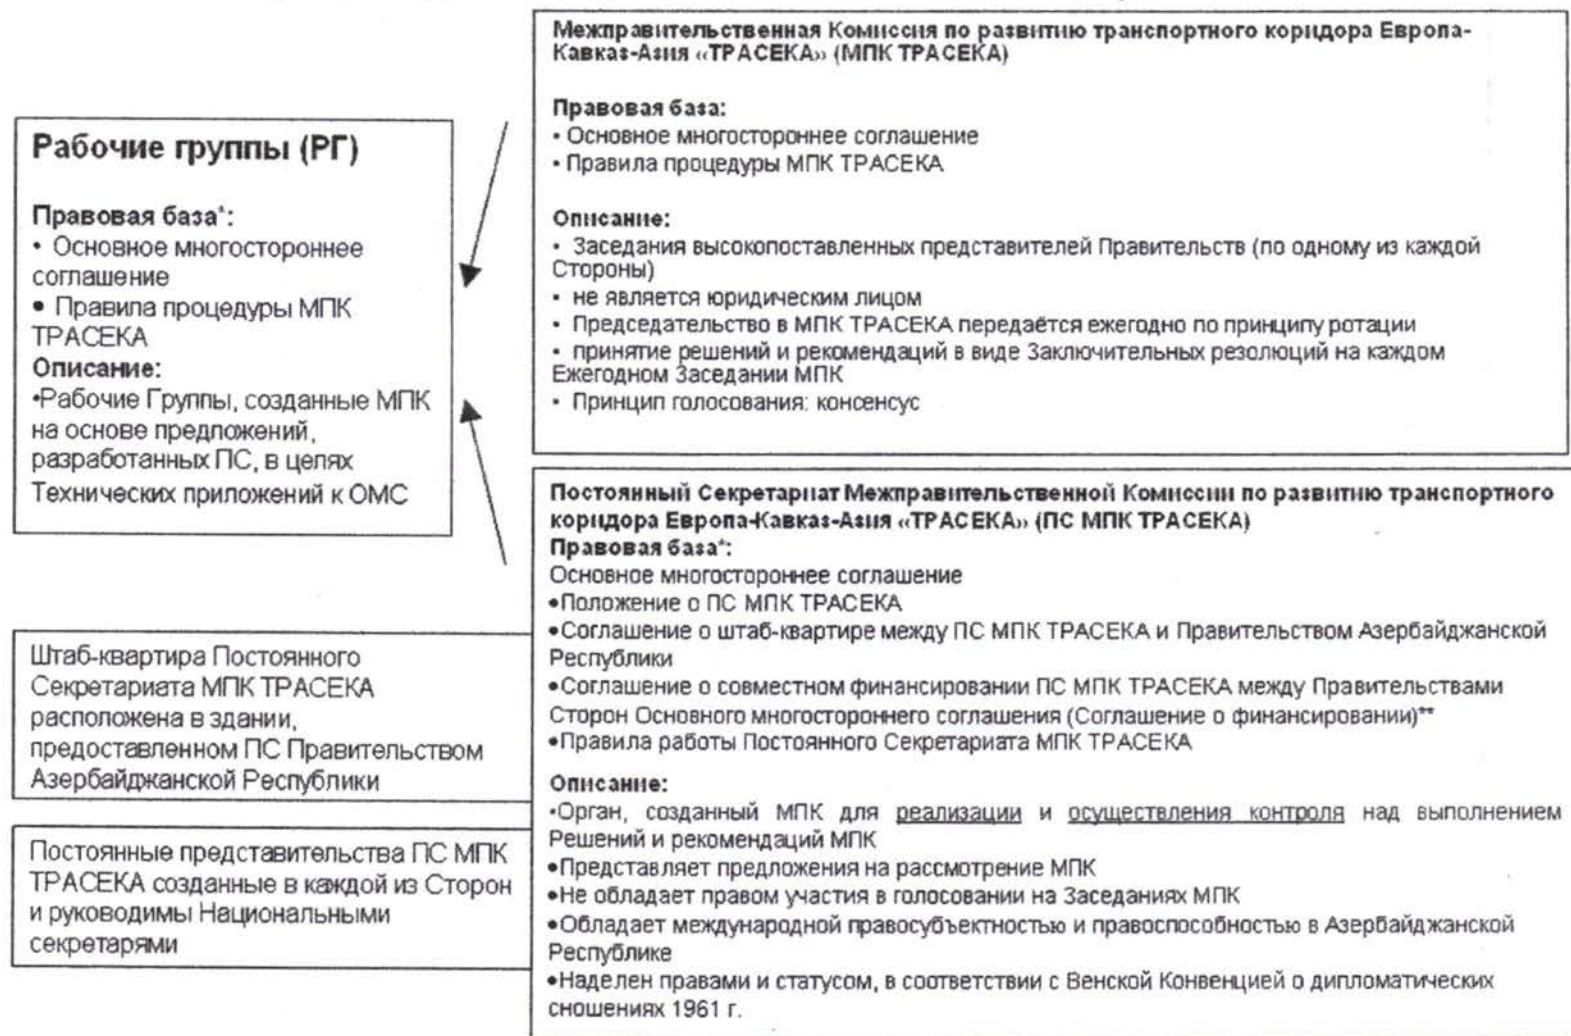 Межправительственная Комиссия по развитию транспортного коридора Европа-
Кавказ-Азия «ТРАСЕКА» (МПК ТРАСЕКА)
Правовая база:
• Основное многостороннее соглашение
• Правила процедуры МПК ТРАСЕКА
Описание:
• Заседания высокопоставленных представителей Правительств (по одному из каждой
Стороны)
• не является юридическим лицом
• Председательство в МПК ТРАСЕКА передаётся ежегодно по принципу ротации
• принятие решений и рекомендаций в виде Заключительных резолюций на каждом
Ежегодном Заседании МПК
• Принцип голосования: консенсус
Рабочие группы (РГ)
Правовая база*:
• Основное многостороннее
соглашение
• Правила процедуры МПК
ТРАСЕКА
Описание:
•Рабочие Группы, созданные МПК
на основе предложений,
разработанных ПС, в целях
Технических приложений к ОМС
Постоянный Секретариат Межправительственной Комиссии по развитию транспортного
коридора Европа-Кавказ-Азия «ТРАСЕКА» (ПС МПК ТРАСЕКА)
Правовая база*:
Основное многостороннее соглашение
•Положение о ПС МПК ТРАСЕКА
•Соглашение о штаб-квартире между ПС МПК ТРАСЕКА и Правительством Азербайджанской
Республики
•Соглашение о совместном финансировании ПС МПК ТРАСЕКА между Правительствами
Сторон Основного многостороннего соглашения (Соглашение о финансировании)**
•Правила работы Постоянного Секретариата МПК ТРАСЕКА
Описание:
•Орган, созданный МПК для реализации и осуществления контроля над выполнением
Решений и рекомендаций МПК
•Представляет предложения на рассмотрение МПК
•Не обладает правом участия в голосовании на Заседаниях МПК
•Обладает международной правосубъектностью и правоспособностью в Азербайджанской
Республике
•Наделен правами и статусом, в соответствии с Венской Конвенцией о дипломатических
сношениях 1961 г.
Штаб-квартира Постоянного
Секретариата МПК ТРАСЕКА
расположена в здании,
предоставленном ПС Правительством
Азербайджанской Республики
Постоянные представительства ПС МПК
ТРАСЕКА созданные в каждой из Сторон
и руководимы Национальными
секретарями